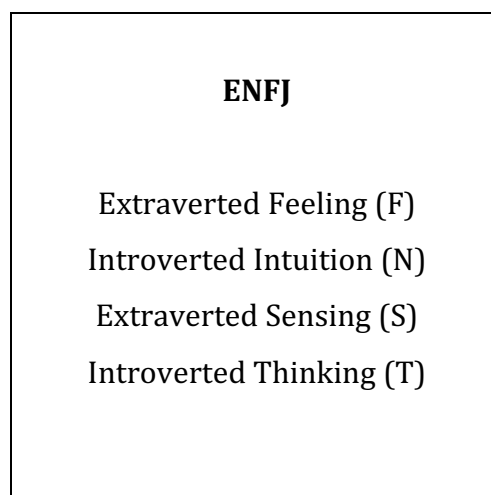 ENFJ
Extraverted Feeling (F)
Introverted Intuition (N)
Extraverted Sensing (S)
Introverted Thinking (T)